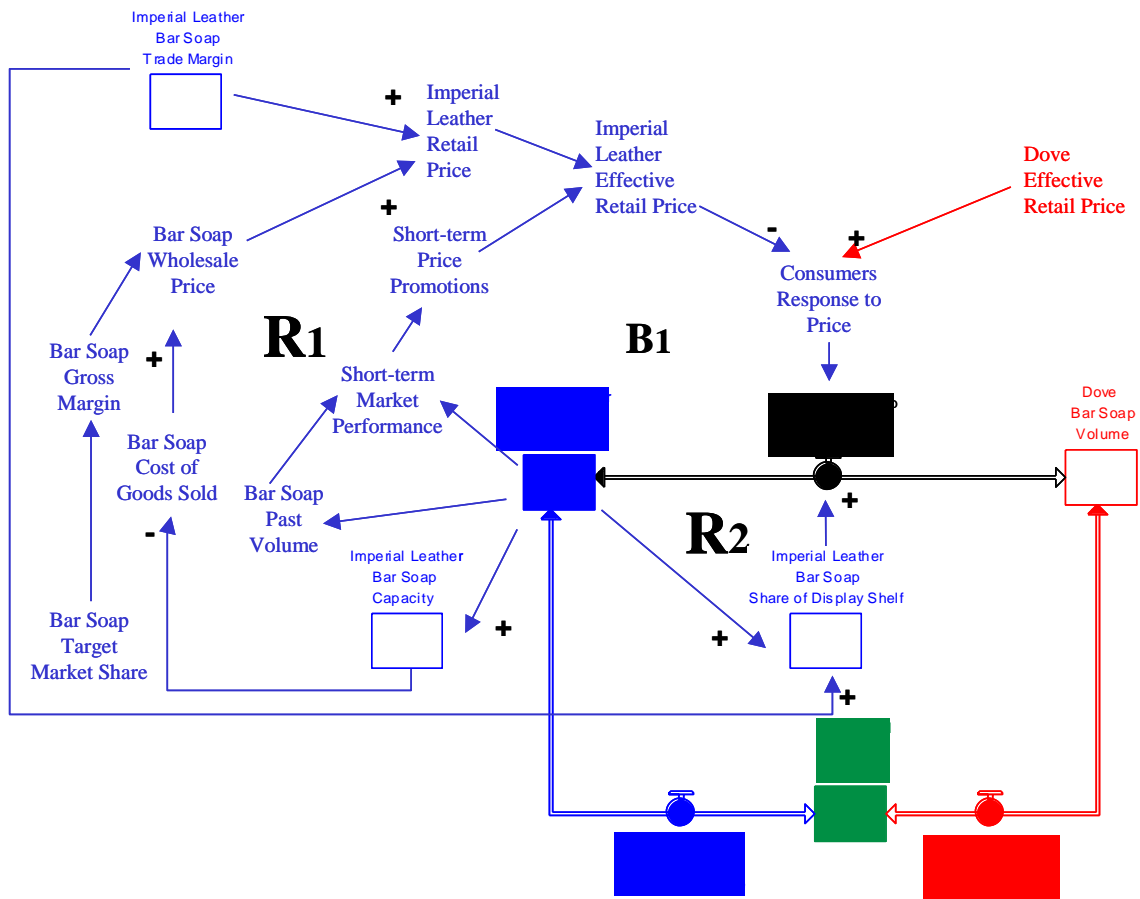 Imperial Leather
Bar Soap
Trade Margin
+
Imperial
Leather
Retail
Price
Imperial
Leather
Effective
Retail Price
Dove
Effective
Retail Price
+
-
+
Bar Soap
Wholesale
Price
Short-term
Price
Promotions
Consumers
Response to
Price
R1
B1
Bar Soap
Gross
Margin
+
Short-term
Market
Performance
Dove
Bar Soap
Volume
Bar Soap
Cost of
Goods Sold
Bar Soap
Past
Volume
-
+
R2
Imperial Leather
Bar Soap
Capacity
Imperial Leather
Bar Soap
Share of Display Shelf
Bar Soap
Target
Market Share
+
+
+